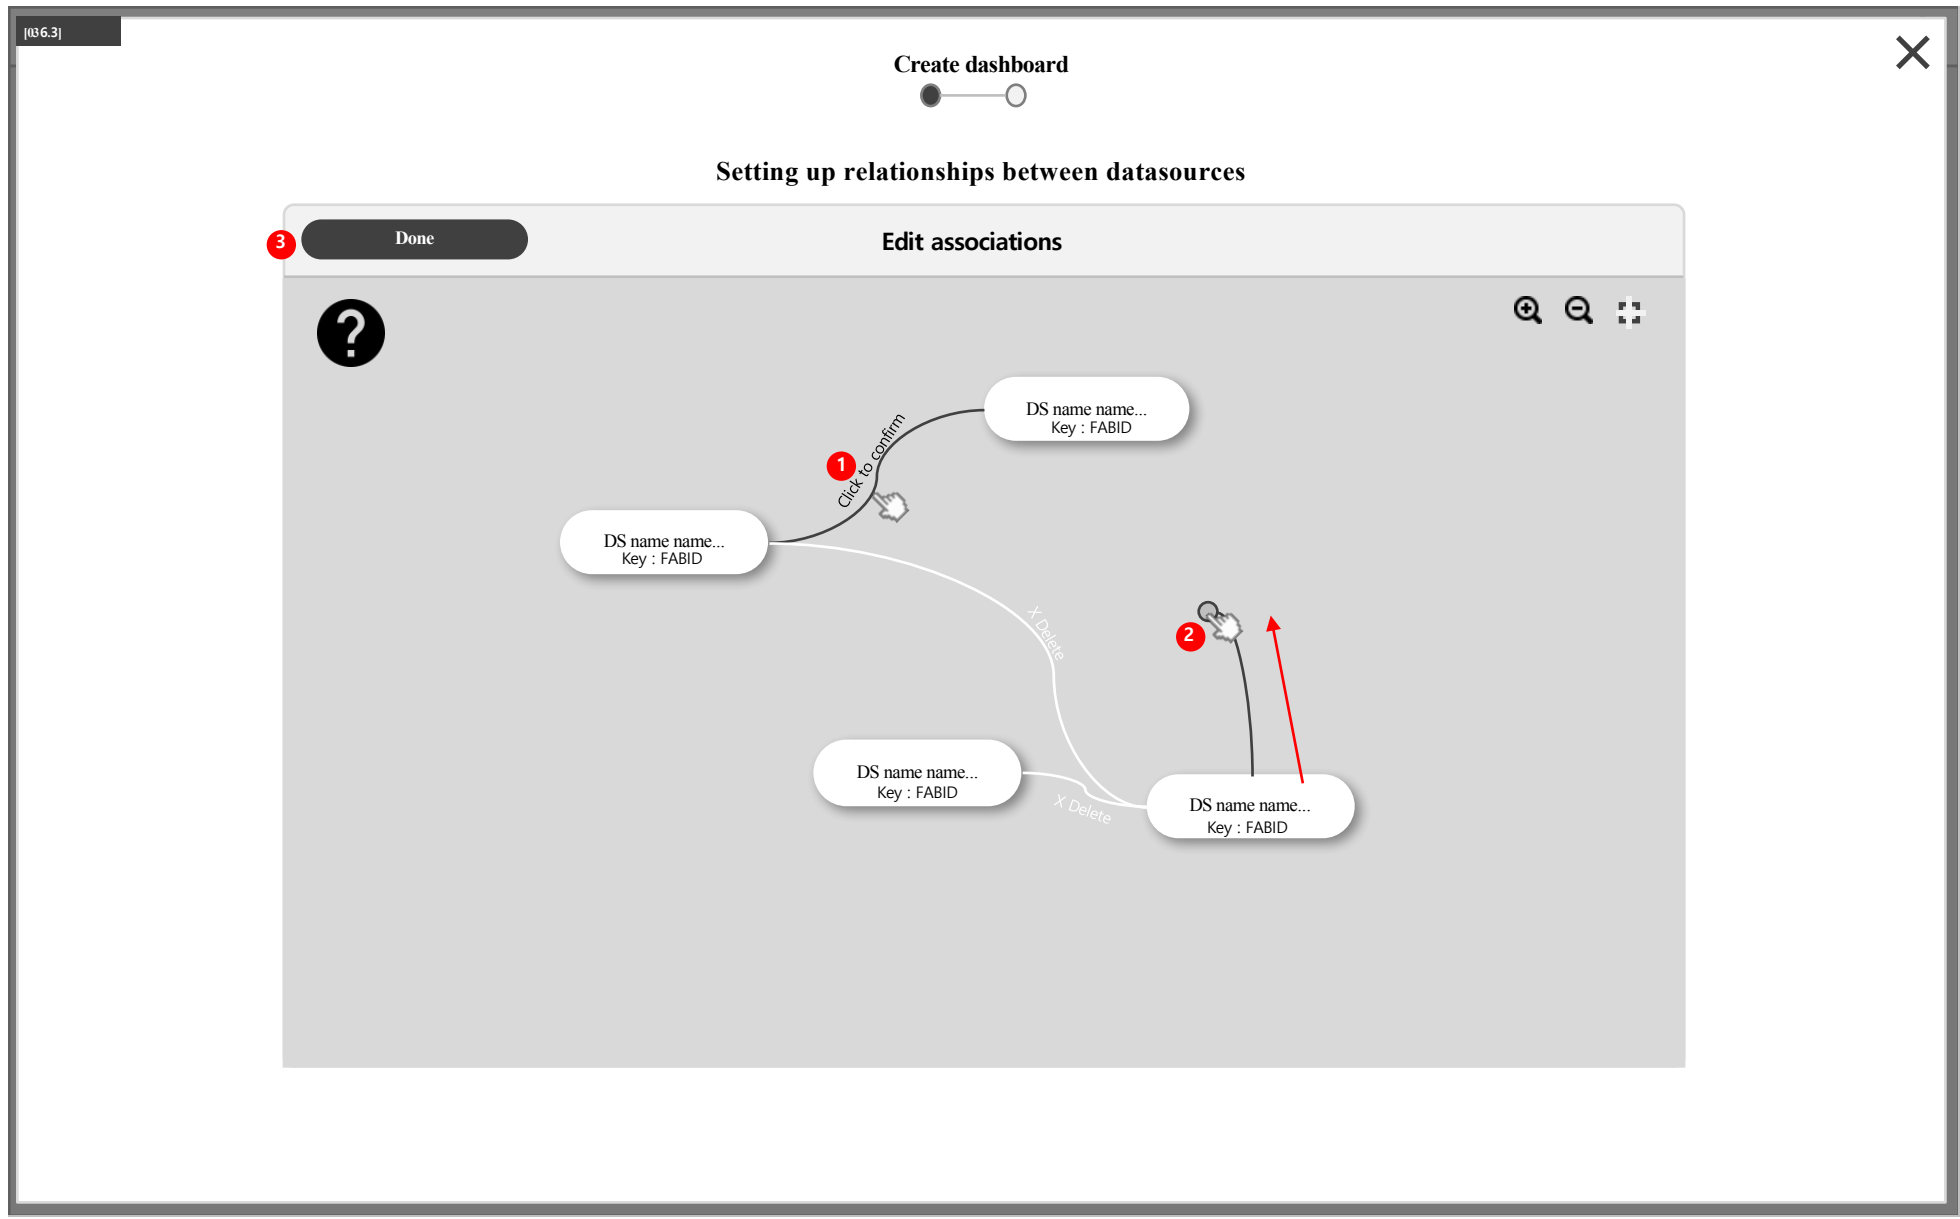 [036.3]
Create dashboard
Setting up relationships between datasources
3
Done
Edit associations
?
DS name name...
Key : FABID
1
Click to confirm
DS name name...
Key : FABID
X Delete
2
DS name name...
Key : FABID
X Delete
DS name name...
Key : FABID